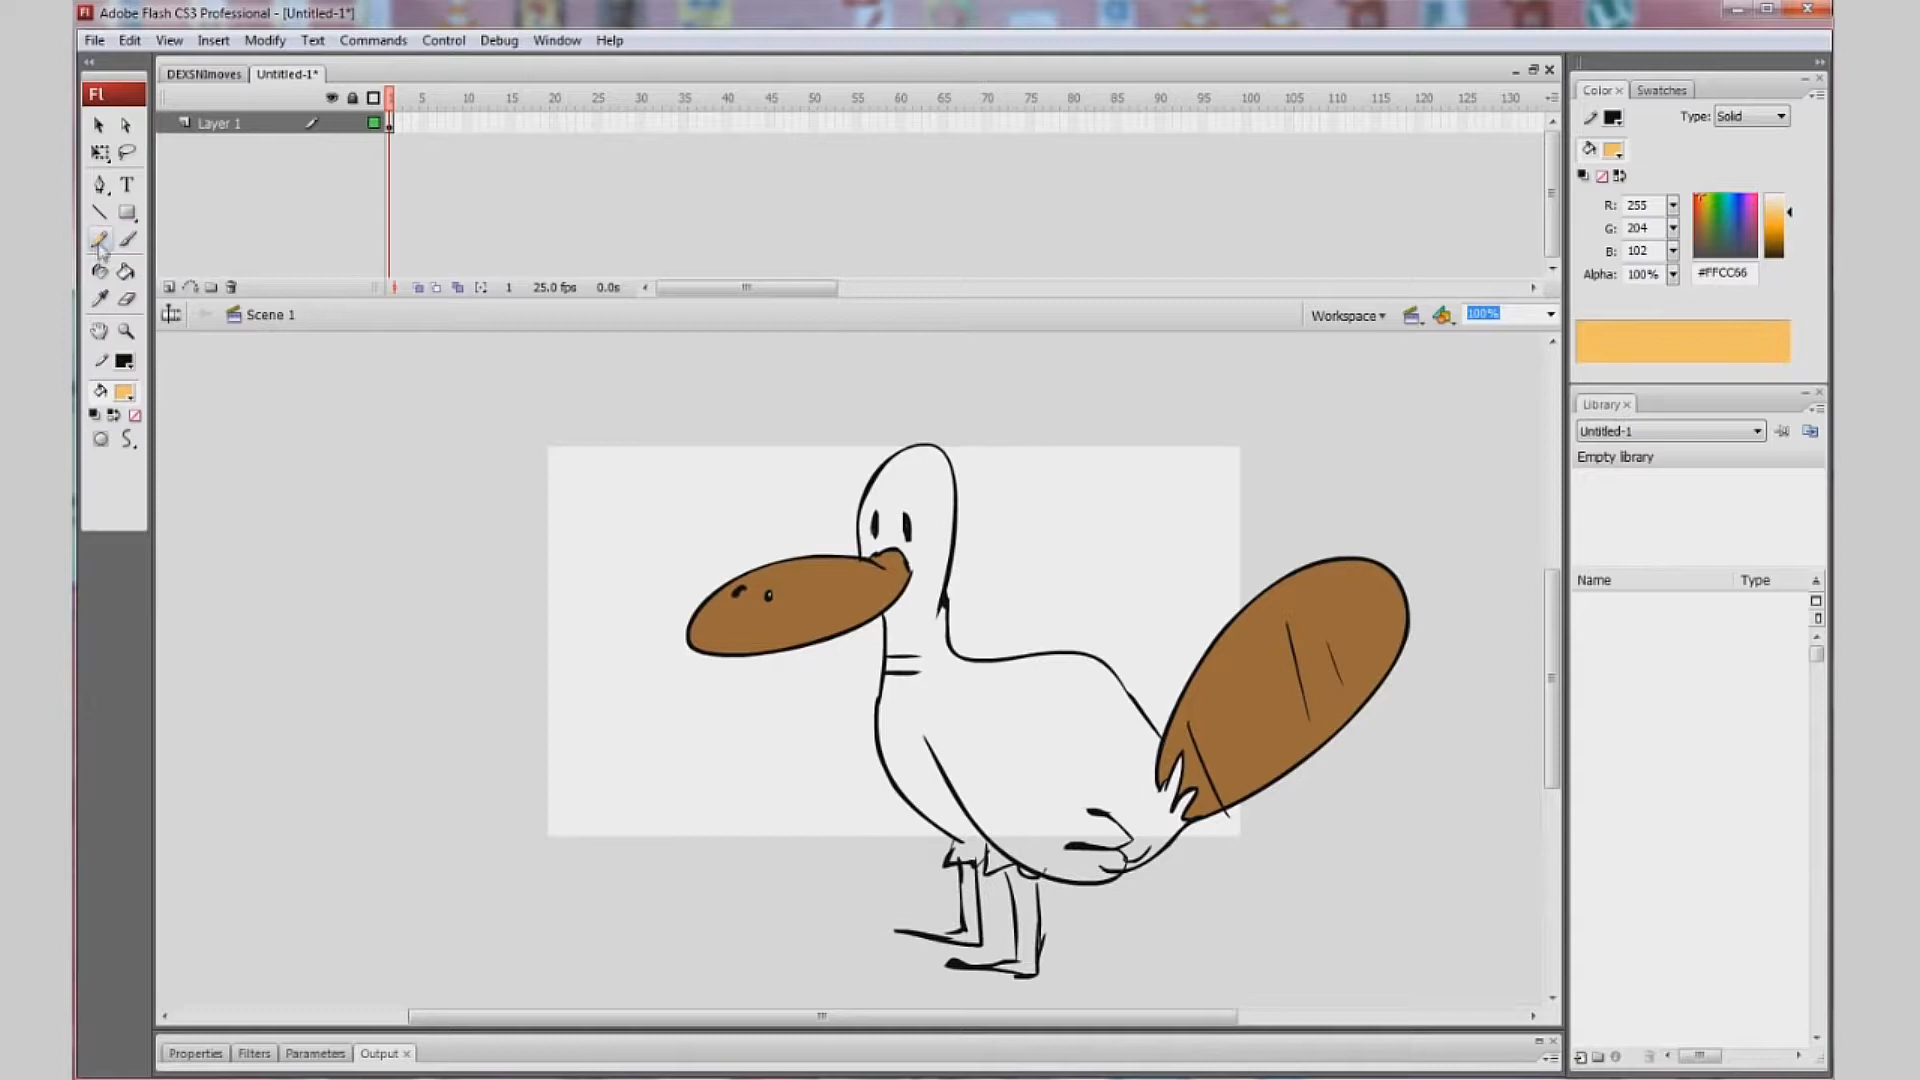 Fl Adobe Flash CS3 Professional - [Untitled-1*]
File Edit View Insert Modify Text Commands Control Debug Window Help
DEXSNImoves Untitled-1*
Fl
5 10 15 20 25 30 35 40 45 50 55 60 65 70 75 80 85 90 95 100 105 110 115 120 125 130
Layer 1
1 25.0 fps 0.0s
Scene 1
Workspace 100%
T
Color Swatches
Type: Solid
R: 255
G: 204
B: 102
Alpha: 100% #FFCC66
Library
Untitled-1
Empty library
Name Type
Properties Filters Parameters Output